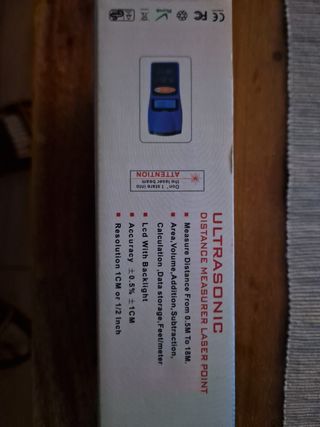 ULTRASONIC
DISTANCE MEASURER LASER POINT
Measure Distance From 0.5M To 18M.
Area,Volume,Addition,Subtraction,
Calculation ,Data storage,Feet/meter
Lcd With Backlight
Accuracy ±0.5% ±1CM
Resolution 1CM or 1/2 Inch
ATTENTION
Don't stare into
the laser beam
FC
GS